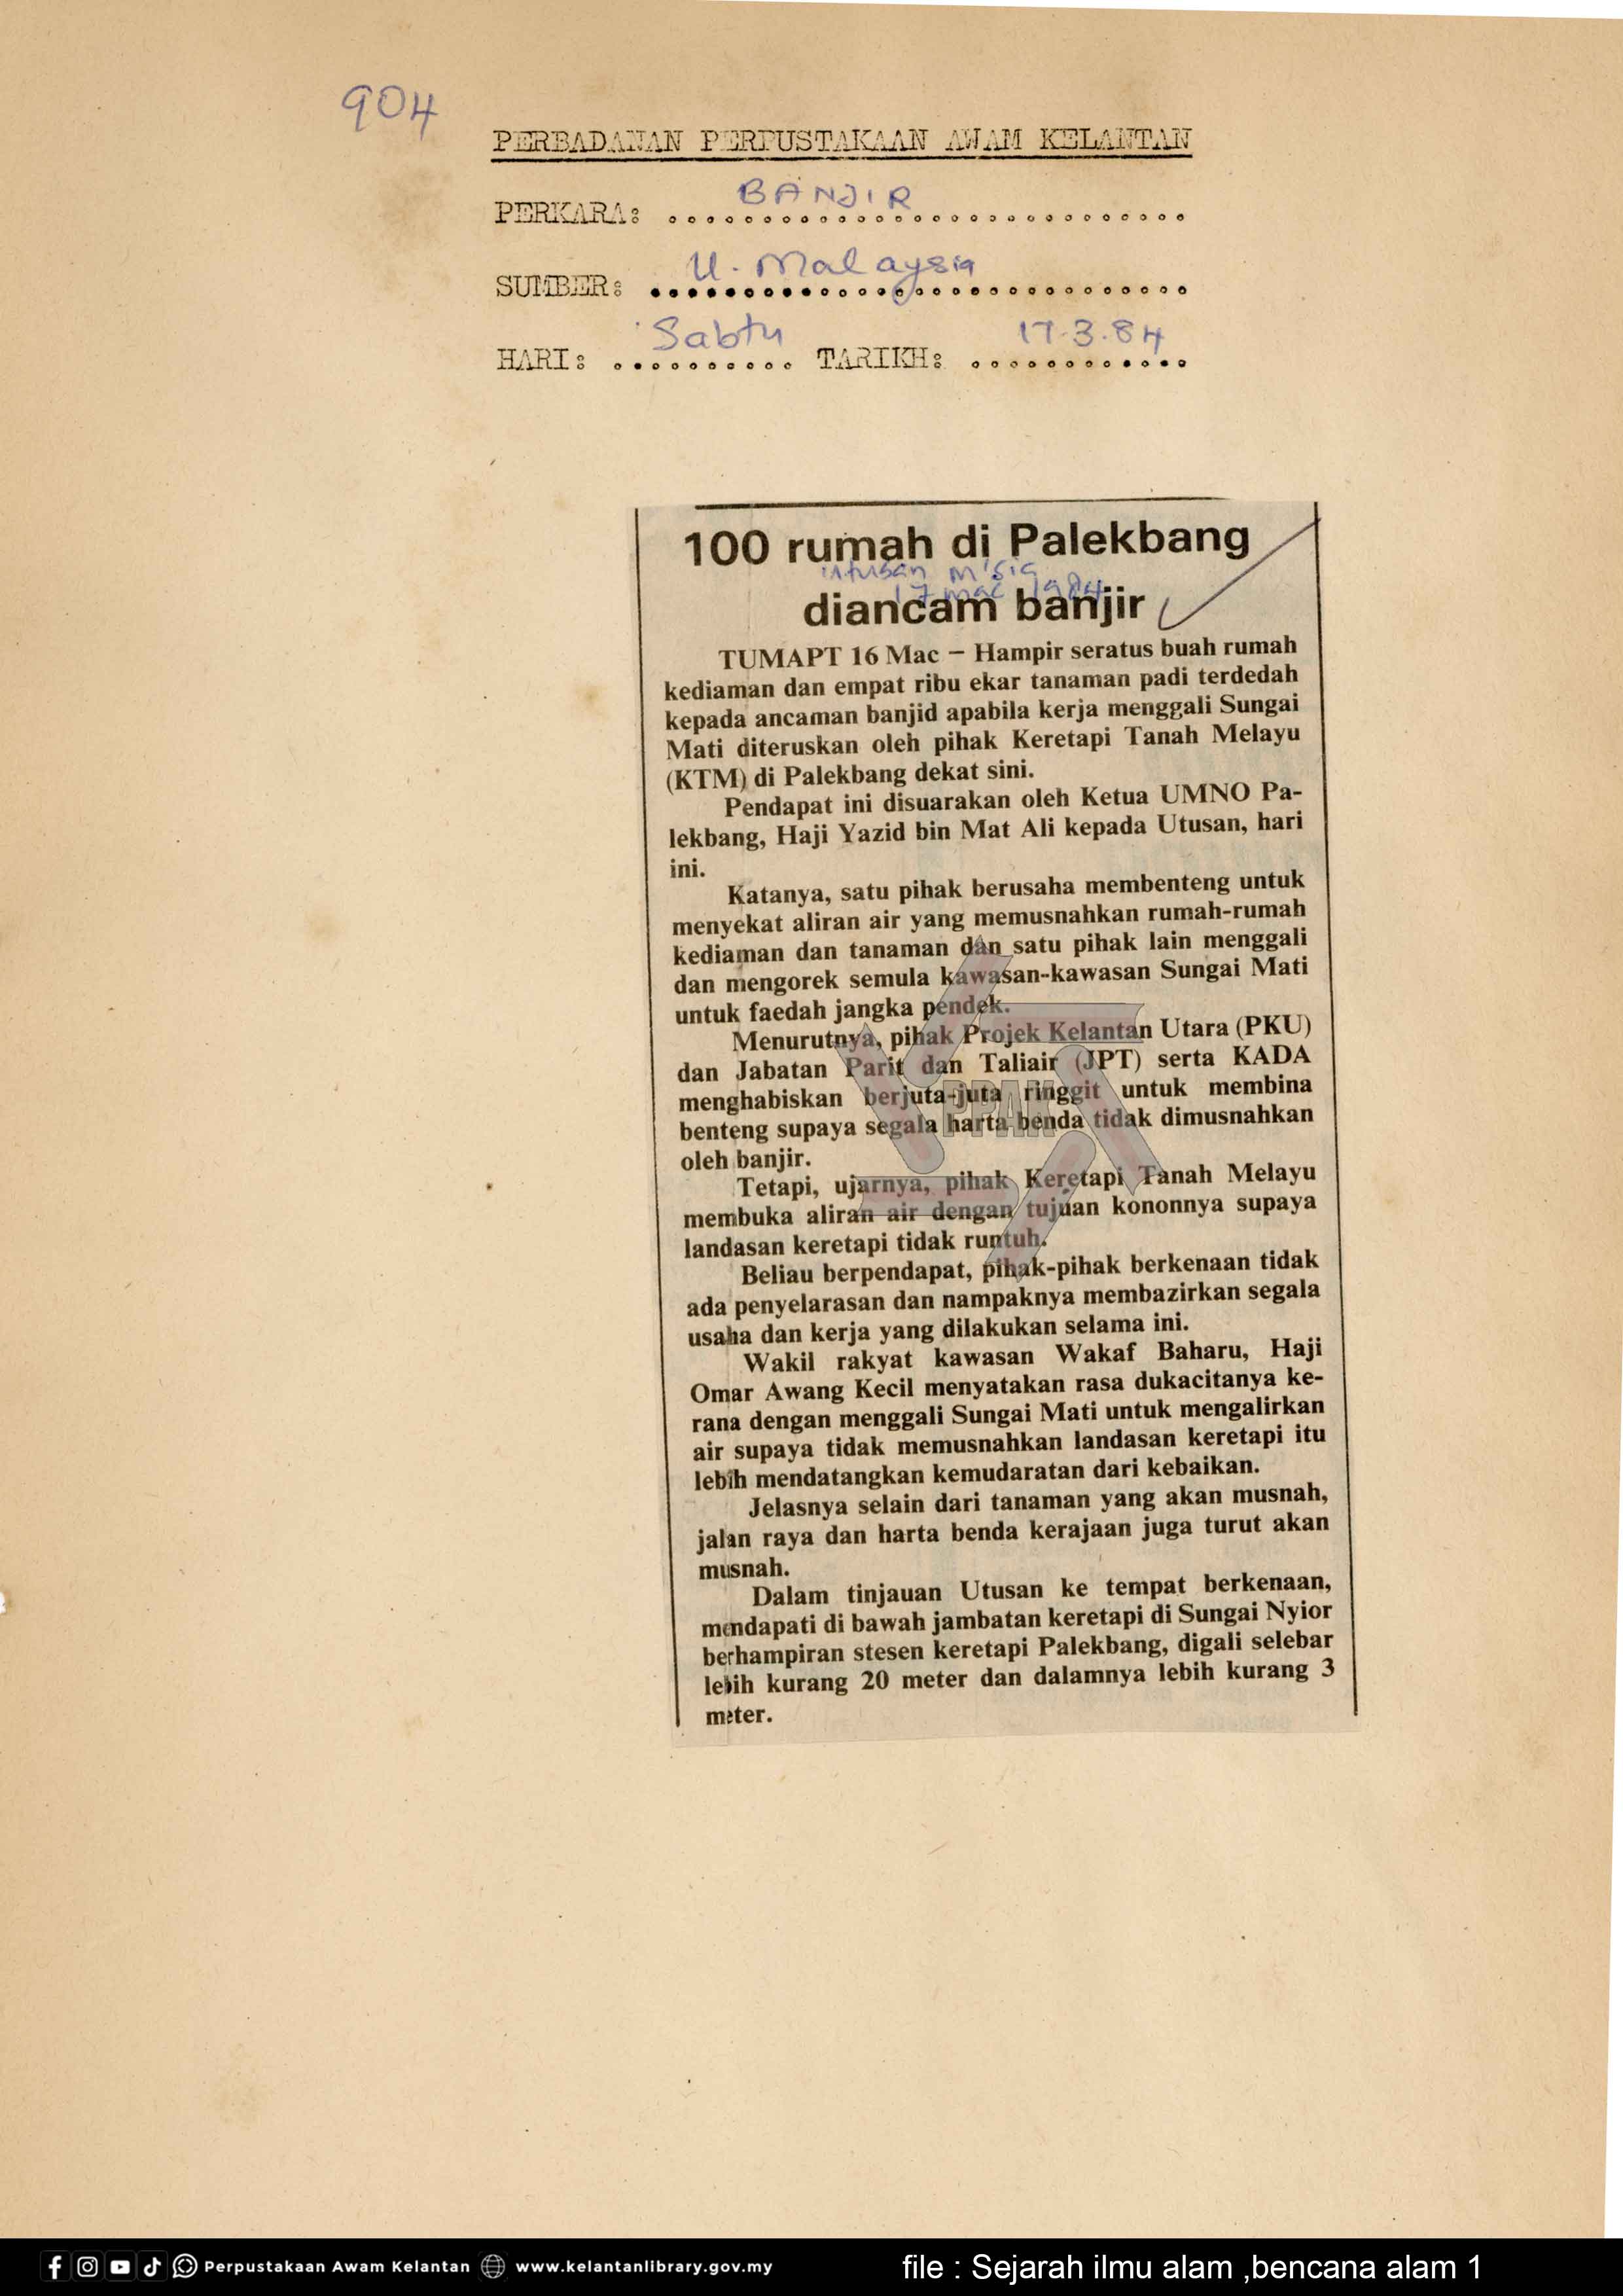 904
PERBADANAN PERPUSTAKAAN AWAM KELANTAN
PERKARA: BANJIR
SUMBER: U. Malaysia
HARI: Sabtu TARIKH: 17.3.84
100 rumah di Palekbang
utusan m'sia
17 mac 1984
diancam banjir
TUMAPT 16 Mac — Hampir seratus buah rumah
kediaman dan empat ribu ekar tanaman padi terdedah
kepada ancaman banjid apabila kerja menggali Sungai
Mati diteruskan oleh pihak Keretapi Tanah Melayu
(KTM) di Palekbang dekat sini.
Pendapat ini disuarakan oleh Ketua UMNO Pa-
lekbang, Haji Yazid bin Mat Ali kepada Utusan, hari
ini.
Katanya, satu pihak berusaha membenteng untuk
menyekat aliran air yang memusnahkan rumah-rumah
kediaman dan tanaman dan satu pihak lain menggali
dan mengorek semula kawasan-kawasan Sungai Mati
untuk faedah jangka pendek.
Menurutnya, pihak Projek Kelantan Utara (PKU)
dan Jabatan Parit dan Taliair (JPT) serta KADA
menghabiskan berjuta-juta ringgit untuk membina
benteng supaya segala harta benda tidak dimusnahkan
oleh banjir.
Tetapi, ujarnya, pihak Keretapi Tanah Melayu
membuka aliran air dengan tujuan kononnya supaya
landasan keretapi tidak runtuh.
Beliau berpendapat, pihak-pihak berkenaan tidak
ada penyelarasan dan nampaknya membazirkan segala
usaha dan kerja yang dilakukan selama ini.
Wakil rakyat kawasan Wakaf Baharu, Haji
Omar Awang Kecil menyatakan rasa dukacitanya ke-
rana dengan menggali Sungai Mati untuk mengalirkan
air supaya tidak memusnahkan landasan keretapi itu
lebih mendatangkan kemudaratan dari kebaikan.
Jelasnya selain dari tanaman yang akan musnah,
jalan raya dan harta benda kerajaan juga turut akan
musnah.
Dalam tinjauan Utusan ke tempat berkenaan,
mendapati di bawah jambatan keretapi di Sungai Nyior
berhampiran stesen keretapi Palekbang, digali selebar
lebih kurang 20 meter dan dalamnya lebih kurang 3
meter.
PPAK
Perpustakaan Awam Kelantan www.kelantanlibrary.gov.my file : Sejarah ilmu alam ,bencana alam 1